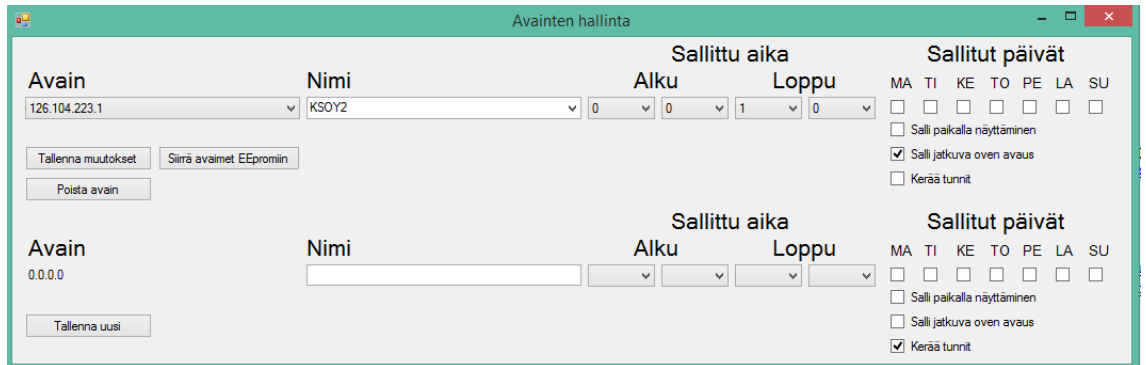 Avainten hallinta
Sallittu aika Sallitut päivät
Avain Nimi Alku Loppu MA TI KE TO PE LA SU
126.104.223.1 KSOY2 0 0 1 0
Salli paikalla näyttäminen
Tallenna muutokset Siirrä avaimet EEpromiin Salli jatkuva oven avaus
Kerää tunnit
Poista avain
Sallittu aika Sallitut päivät
Avain Nimi Alku Loppu MA TI KE TO PE LA SU
0.0.0.0
Salli paikalla näyttäminen
Tallenna uusi Salli jatkuva oven avaus
Kerää tunnit